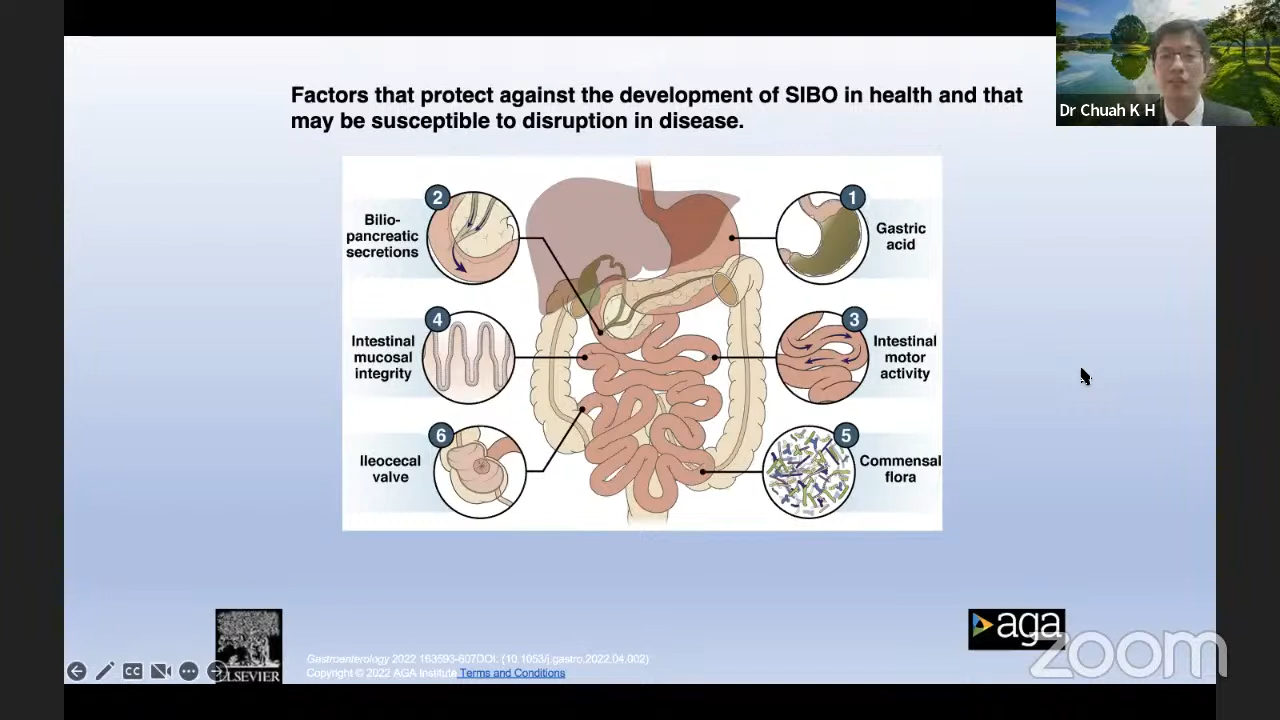 Dr Chuah K H
Factors that protect against the development of SIBO in health and that
may be susceptible to disruption in disease.
2
Bilio-
pancreatic
secretions
1
Gastric
acid
4
Intestinal
mucosal
integrity
3
Intestinal
motor
activity
6
Ileocecal
valve
5
Commensal
flora
ELSEVIER
Gastroenterology 2022 163593-607DOI: (10.1053/j.gastro.2022.04.002)
Copyright © 2022 AGA Institute Terms and Conditions
aga
zoom
CC